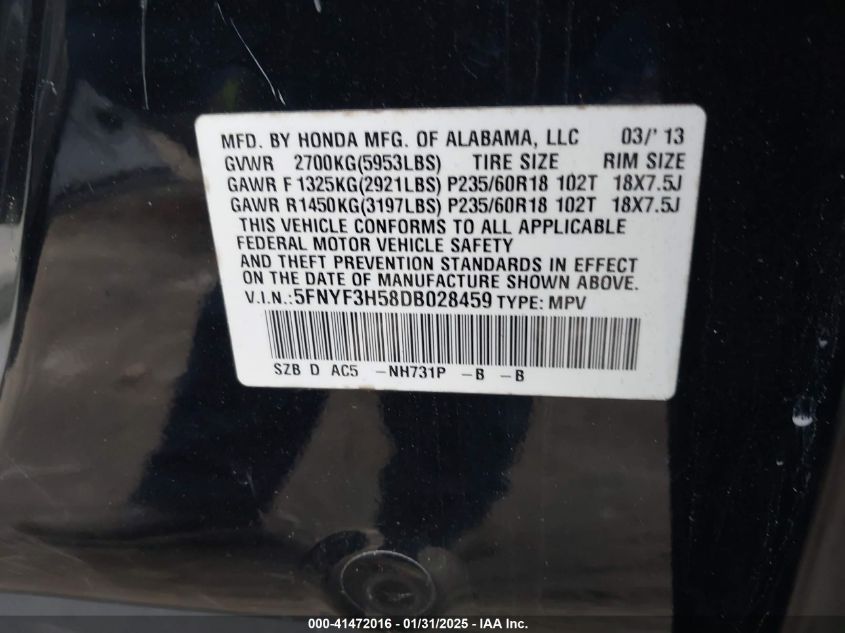 MFD. BY HONDA MFG. OF ALABAMA, LLC 03/'13
GVWR 2700KG(5953LBS) TIRE SIZE RIM SIZE
GAWR F 1325KG(2921LBS) P235/60R18 102T 18X7.5J
GAWR R1450KG(3197LBS) P235/60R18 102T 18X7.5J
THIS VEHICLE CONFORMS TO ALL APPLICABLE
FEDERAL MOTOR VEHICLE SAFETY
AND THEFT PREVENTION STANDARDS IN EFFECT
ON THE DATE OF MANUFACTURE SHOWN ABOVE.
V.I.N.:5FNYF3H58DB028459 TYPE: MPV
SZB D AC5 -NH731P -B -B
000-41472016 - 01/31/2025 - IAA Inc.